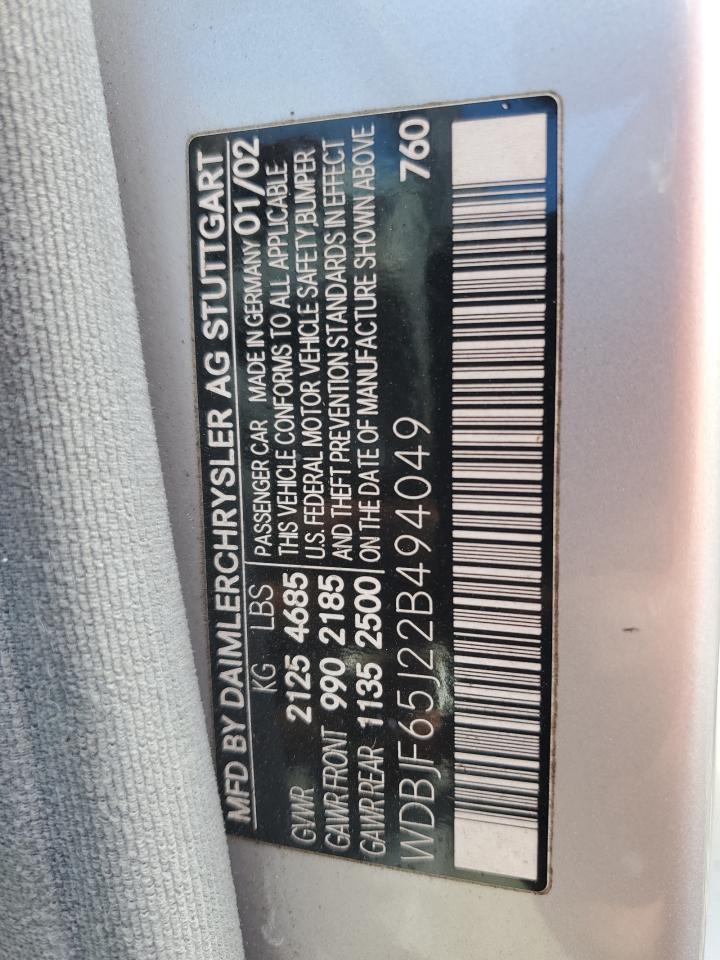 MFD BY DAIMLERCHRYSLER AG STUTTGART
KG LBS
GVWR 2125 4685
GAWR FRONT 990 2185
GAWR REAR 1135 2500
PASSENGER CAR MADE IN GERMANY 01/02
THIS VEHICLE CONFORMS TO ALL APPLICABLE
U.S. FEDERAL MOTOR VEHICLE SAFETY, BUMPER
AND THEFT PREVENTION STANDARDS IN EFFECT
ON THE DATE OF MANUFACTURE SHOWN ABOVE
WDBJF65J22B494049 760